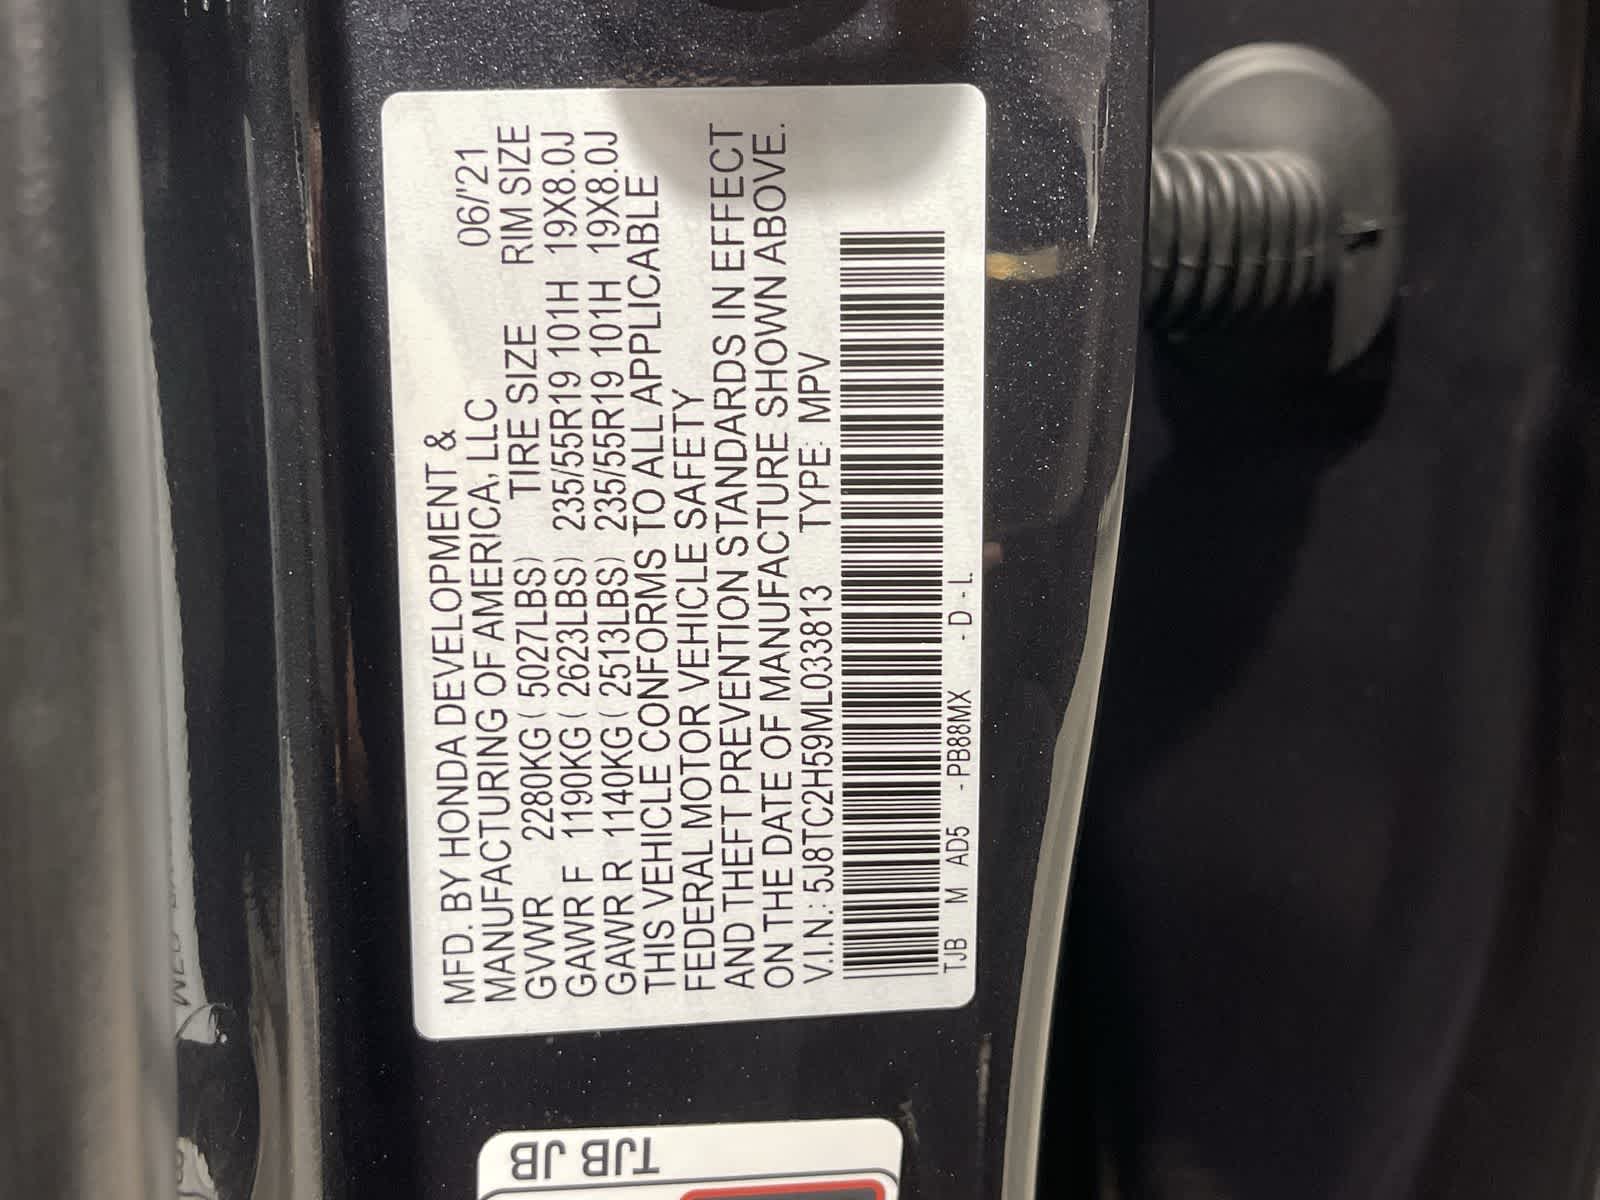 MFD. BY HONDA DEVELOPMENT &
MANUFACTURING OF AMERICA, LLC 06/'21
GVWR 2280KG ( 5027LBS) TIRE SIZE RIM SIZE
GAWR F 1190KG ( 2623LBS) 235/55R19 101H 19X8.0J
GAWR R 1140KG ( 2513LBS) 235/55R19 101H 19X8.0J
THIS VEHICLE CONFORMS TO ALL APPLICABLE
FEDERAL MOTOR VEHICLE SAFETY
AND THEFT PREVENTION STANDARDS IN EFFECT
ON THE DATE OF MANUFACTURE SHOWN ABOVE.
V.I.N.: 5J8TC2H59ML033813 TYPE: MPV
TJB M AD5 -PB88MX -D-L
TJB JB